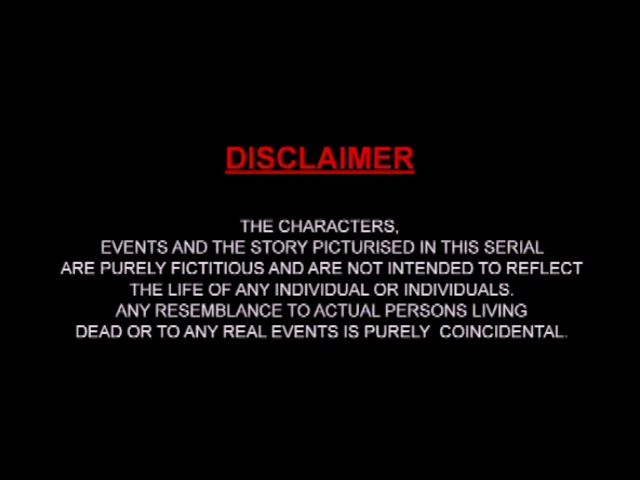 DISCLAIMER
THE CHARACTERS,
EVENTS AND THE STORY PICTURISED IN THIS SERIAL
ARE PURELY FICTITIOUS AND ARE NOT INTENDED TO REFLECT
THE LIFE OF ANY INDIVIDUAL OR INDIVIDUALS.
ANY RESEMBLANCE TO ACTUAL PERSONS LIVING
DEAD OR TO ANY REAL EVENTS IS PURELY COINCIDENTAL.